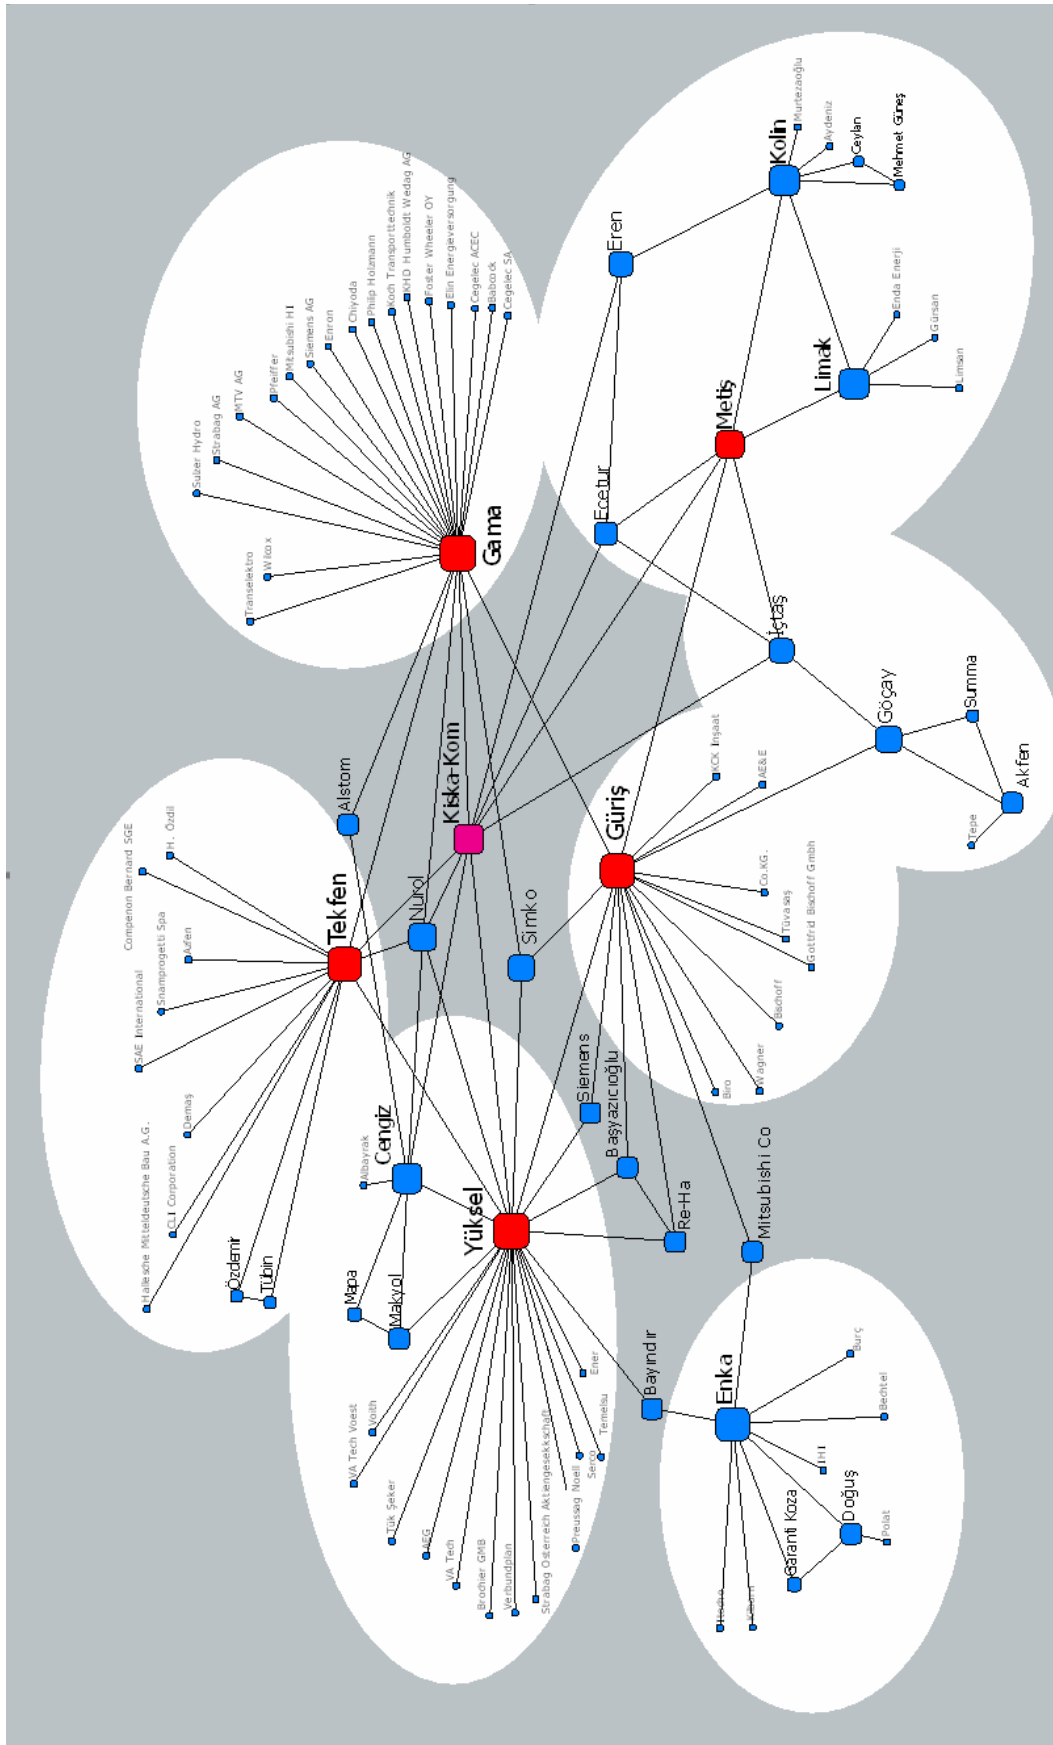 Sulzer Hydro
Strabag AG
MTV AG
Pfeiffer
Mitsubishi HI
Siemens AG
Enron
Chiyoda
Philip Holzmann
Koch Transporttechnik
KHD Humboldt Wedag AG
Foster Wheeler OY
Elin Energieversorgung
Cegelec ACEC
Babcock
Cegelec SA
Transelektro
Wilcox
Gama
Eren
Kolin
Murtezaoğlu
Aydeniz
Ceylan
Mehmet Güneş
Metiş
Limak
Enda Enerji
Gürsan
Limsan
Ecetur
İçtaş
Göçay
Summa
Akfen
Tepe
Alstom
Kiska-Kom
Nurol
Simko
Compenon Bernard SGE
H. Özdil
Snamprogetti Spa
SAE International
Demaş
Hallesche Mitteldeutsche Bau A.G.
CLI Corporation
Özdemir
Tübin
Tekfen
Güriş
KCK İnşaat
AE&E
Co.KG.
Tüvasaş
Gottfrid Bischoff Gmbh
Bischoff
Wagner
Biro
Siemens
Başyazıcıoğlu
Re-Ha
Mitsubishi Co
Cengiz
Albayrak
Mapa
Makyol
Yüksel
VA Tech Voest
Voith
Tük Şeker
AEG
VA Tech
Brochier GMB
Verbundplan
Strabag Osterreich Aktiengesekkschaft
Preussag Noell
Serco
Temelsu
Ener
Bayındır
Enka
Burç
Bechtel
IHI
Doğuş
Polat
Garanti Koza